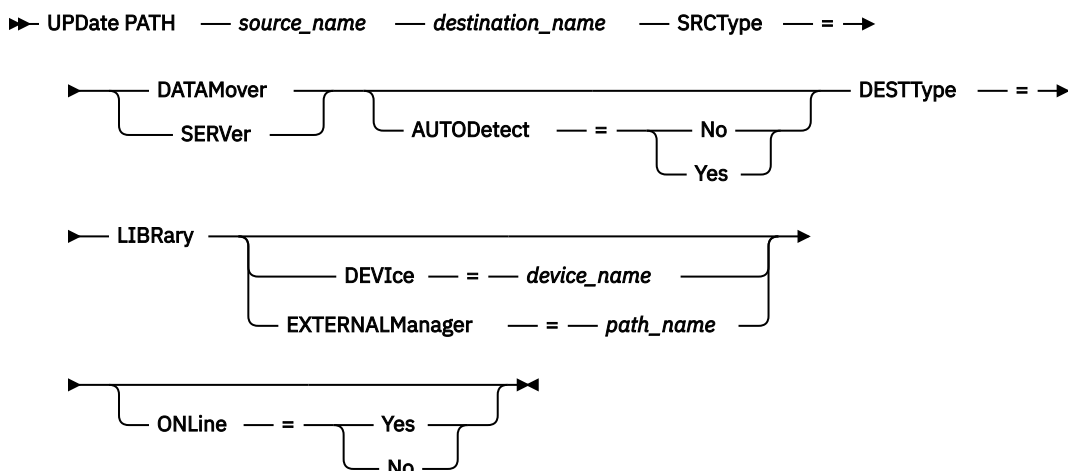 UPDate PATH source_name destination_name SRCType =
DATAMover DESTType =
SERVer AUTODetect = No
Yes
LIBRary
DEVIce = device_name
EXTERNALManager = path_name
ONLine = Yes
No